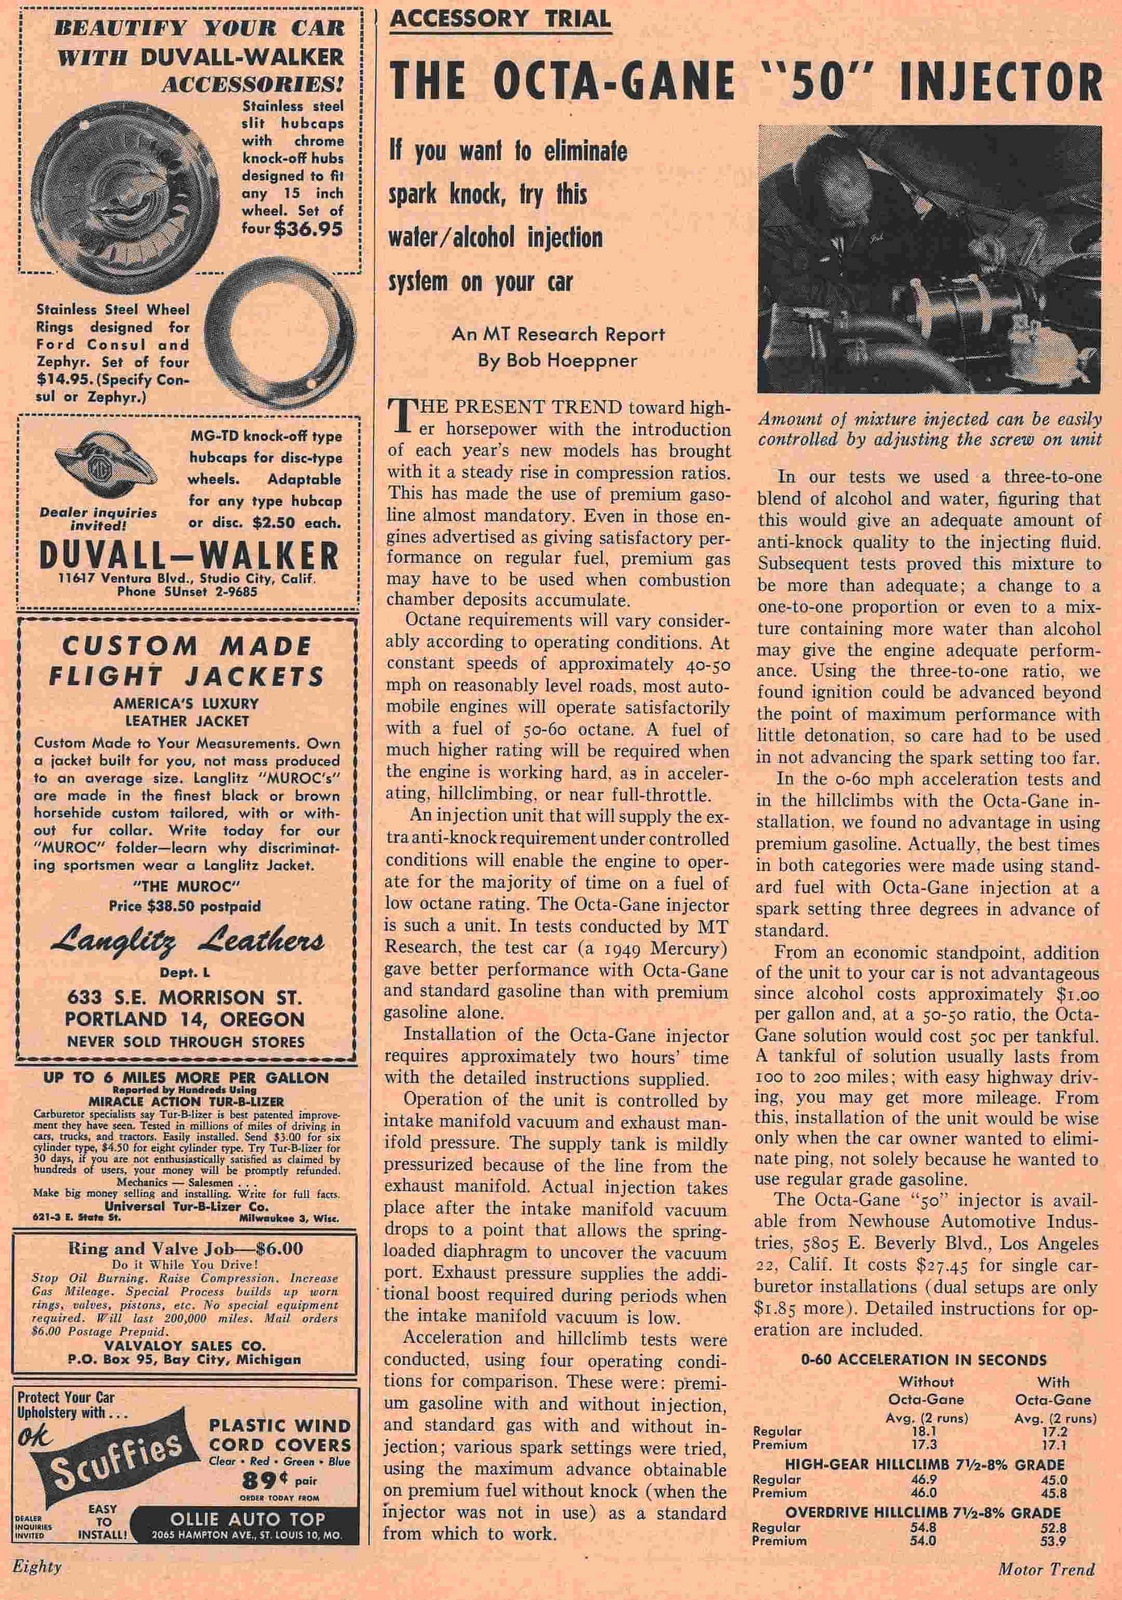 BEAUTIFY YOUR CAR
WITH DUVALL-WALKER
ACCESSORIES!
Stainless steel
slit hubcaps
with chrome
knock-off hubs
designed to fit
any 15 inch
wheel. Set of
four $36.95
Stainless Steel Wheel
Rings designed for
Ford Consul and
Zephyr. Set of four
$14.95. (Specify Con-
sul or Zephyr.)
MG
MG-TD knock-off type
hubcaps for disc-type
wheels. Adaptable
for any type hubcap
or disc. $2.50 each.
Dealer inquiries
invited!
DUVALL—WALKER
11617 Ventura Blvd., Studio City, Calif.
Phone SUnset 2-9685
CUSTOM MADE
FLIGHT JACKETS
AMERICA'S LUXURY
LEATHER JACKET
Custom Made to Your Measurements. Own
a jacket built for you, not mass produced
to an average size. Langlitz "MUROC's"
are made in the finest black or brown
horsehide custom tailored, with or with-
out fur collar. Write today for our
"MUROC" folder—learn why discriminat-
ing sportsmen wear a Langlitz Jacket.
"THE MUROC"
Price $38.50 postpaid
Langlitz Leathers
Dept. L
633 S.E. MORRISON ST.
PORTLAND 14, OREGON
NEVER SOLD THROUGH STORES
UP TO 6 MILES MORE PER GALLON
Reported by Hundreds Using
MIRACLE ACTION TUR-B-LIZER
Carburetor specialists say Tur-B-lizer is best patented improve-
ment they have seen. Tested in millions of miles of driving in
cars, trucks, and tractors. Easily installed. Send $3.00 for six
cylinder type, $4.50 for eight cylinder type. Try Tur-B-lizer for
30 days, if you are not enthusiastically satisfied as claimed by
hundreds of users, your money will be promptly refunded.
Mechanics — Salesmen . . .
Make big money selling and installing. Write for full facts.
Universal Tur-B-Lizer Co.
621-3 E. State St. Milwaukee 3, Wisc.
Ring and Valve Job—$6.00
Do it While You Drive!
Stop Oil Burning. Raise Compression. Increase
Gas Mileage. Special Process builds up worn
rings, valves, pistons, etc. No special equipment
required. Will last 200,000 miles. Mail orders
$6.00 Postage Prepaid.
VALVALOY SALES CO.
P.O. Box 95, Bay City, Michigan
Protect Your Car
Upholstery with . . .
ok
Scuffies
PLASTIC WIND
CORD COVERS
Clear • Red • Green • Blue
89¢ pair
ORDER TODAY FROM
DEALER
INQUIRIES
INVITED
EASY
TO
INSTALL!
OLLIE AUTO TOP
2065 HAMPTON AVE., ST. LOUIS 10, MO.
Eighty
ACCESSORY TRIAL
THE OCTA-GANE "50" INJECTOR
If you want to eliminate
spark knock, try this
water/alcohol injection
system on your car
An MT Research Report
By Bob Hoeppner
THE PRESENT TREND toward high-
er horsepower with the introduction
of each year's new models has brought
with it a steady rise in compression ratios.
This has made the use of premium gaso-
line almost mandatory. Even in those en-
gines advertised as giving satisfactory per-
formance on regular fuel, premium gas
may have to be used when combustion
chamber deposits accumulate.
Octane requirements will vary consider-
ably according to operating conditions. At
constant speeds of approximately 40-50
mph on reasonably level roads, most auto-
mobile engines will operate satisfactorily
with a fuel of 50-60 octane. A fuel of
much higher rating will be required when
the engine is working hard, as in acceler-
ating, hillclimbing, or near full-throttle.
An injection unit that will supply the ex-
tra anti-knock requirement under controlled
conditions will enable the engine to oper-
ate for the majority of time on a fuel of
low octane rating. The Octa-Gane injector
is such a unit. In tests conducted by MT
Research, the test car (a 1949 Mercury)
gave better performance with Octa-Gane
and standard gasoline than with premium
gasoline alone.
Installation of the Octa-Gane injector
requires approximately two hours' time
with the detailed instructions supplied.
Operation of the unit is controlled by
intake manifold vacuum and exhaust man-
ifold pressure. The supply tank is mildly
pressurized because of the line from the
exhaust manifold. Actual injection takes
place after the intake manifold vacuum
drops to a point that allows the spring-
loaded diaphragm to uncover the vacuum
port. Exhaust pressure supplies the addi-
tional boost required during periods when
the intake manifold vacuum is low.
Acceleration and hillclimb tests were
conducted, using four operating condi-
tions for comparison. These were: premi-
um gasoline with and without injection,
and standard gas with and without in-
jection; various spark settings were tried,
using the maximum advance obtainable
on premium fuel without knock (when the
injector was not in use) as a standard
from which to work.
Amount of mixture injected can be easily
controlled by adjusting the screw on unit
In our tests we used a three-to-one
blend of alcohol and water, figuring that
this would give an adequate amount of
anti-knock quality to the injecting fluid.
Subsequent tests proved this mixture to
be more than adequate; a change to a
one-to-one proportion or even to a mix-
ture containing more water than alcohol
may give the engine adequate perform-
ance. Using the three-to-one ratio, we
found ignition could be advanced beyond
the point of maximum performance with
little detonation, so care had to be used
in not advancing the spark setting too far.
In the 0-60 mph acceleration tests and
in the hillclimbs with the Octa-Gane in-
stallation, we found no advantage in using
premium gasoline. Actually, the best times
in both categories were made using stand-
ard fuel with Octa-Gane injection at a
spark setting three degrees in advance of
standard.
From an economic standpoint, addition
of the unit to your car is not advantageous
since alcohol costs approximately $1.00
per gallon and, at a 50-50 ratio, the Octa-
Gane solution would cost 50c per tankful.
A tankful of solution usually lasts from
100 to 200 miles; with easy highway driv-
ing, you may get more mileage. From
this, installation of the unit would be wise
only when the car owner wanted to elimi-
nate ping, not solely because he wanted to
use regular grade gasoline.
The Octa-Gane "50" injector is avail-
able from Newhouse Automotive Indus-
tries, 5805 E. Beverly Blvd., Los Angeles
22, Calif. It costs $27.45 for single car-
buretor installations (dual setups are only
$1.85 more). Detailed instructions for op-
eration are included.
0-60 ACCELERATION IN SECONDS
Without With
Octa-Gane Octa-Gane
Avg. (2 runs) Avg. (2 runs)
Regular 18.1 17.2
Premium 17.3 17.1
HIGH-GEAR HILLCLIMB 7½-8% GRADE
Regular 46.9 45.0
Premium 46.0 45.8
OVERDRIVE HILLCLIMB 7½-8% GRADE
Regular 54.8 52.8
Premium 54.0 53.9
Motor Trend